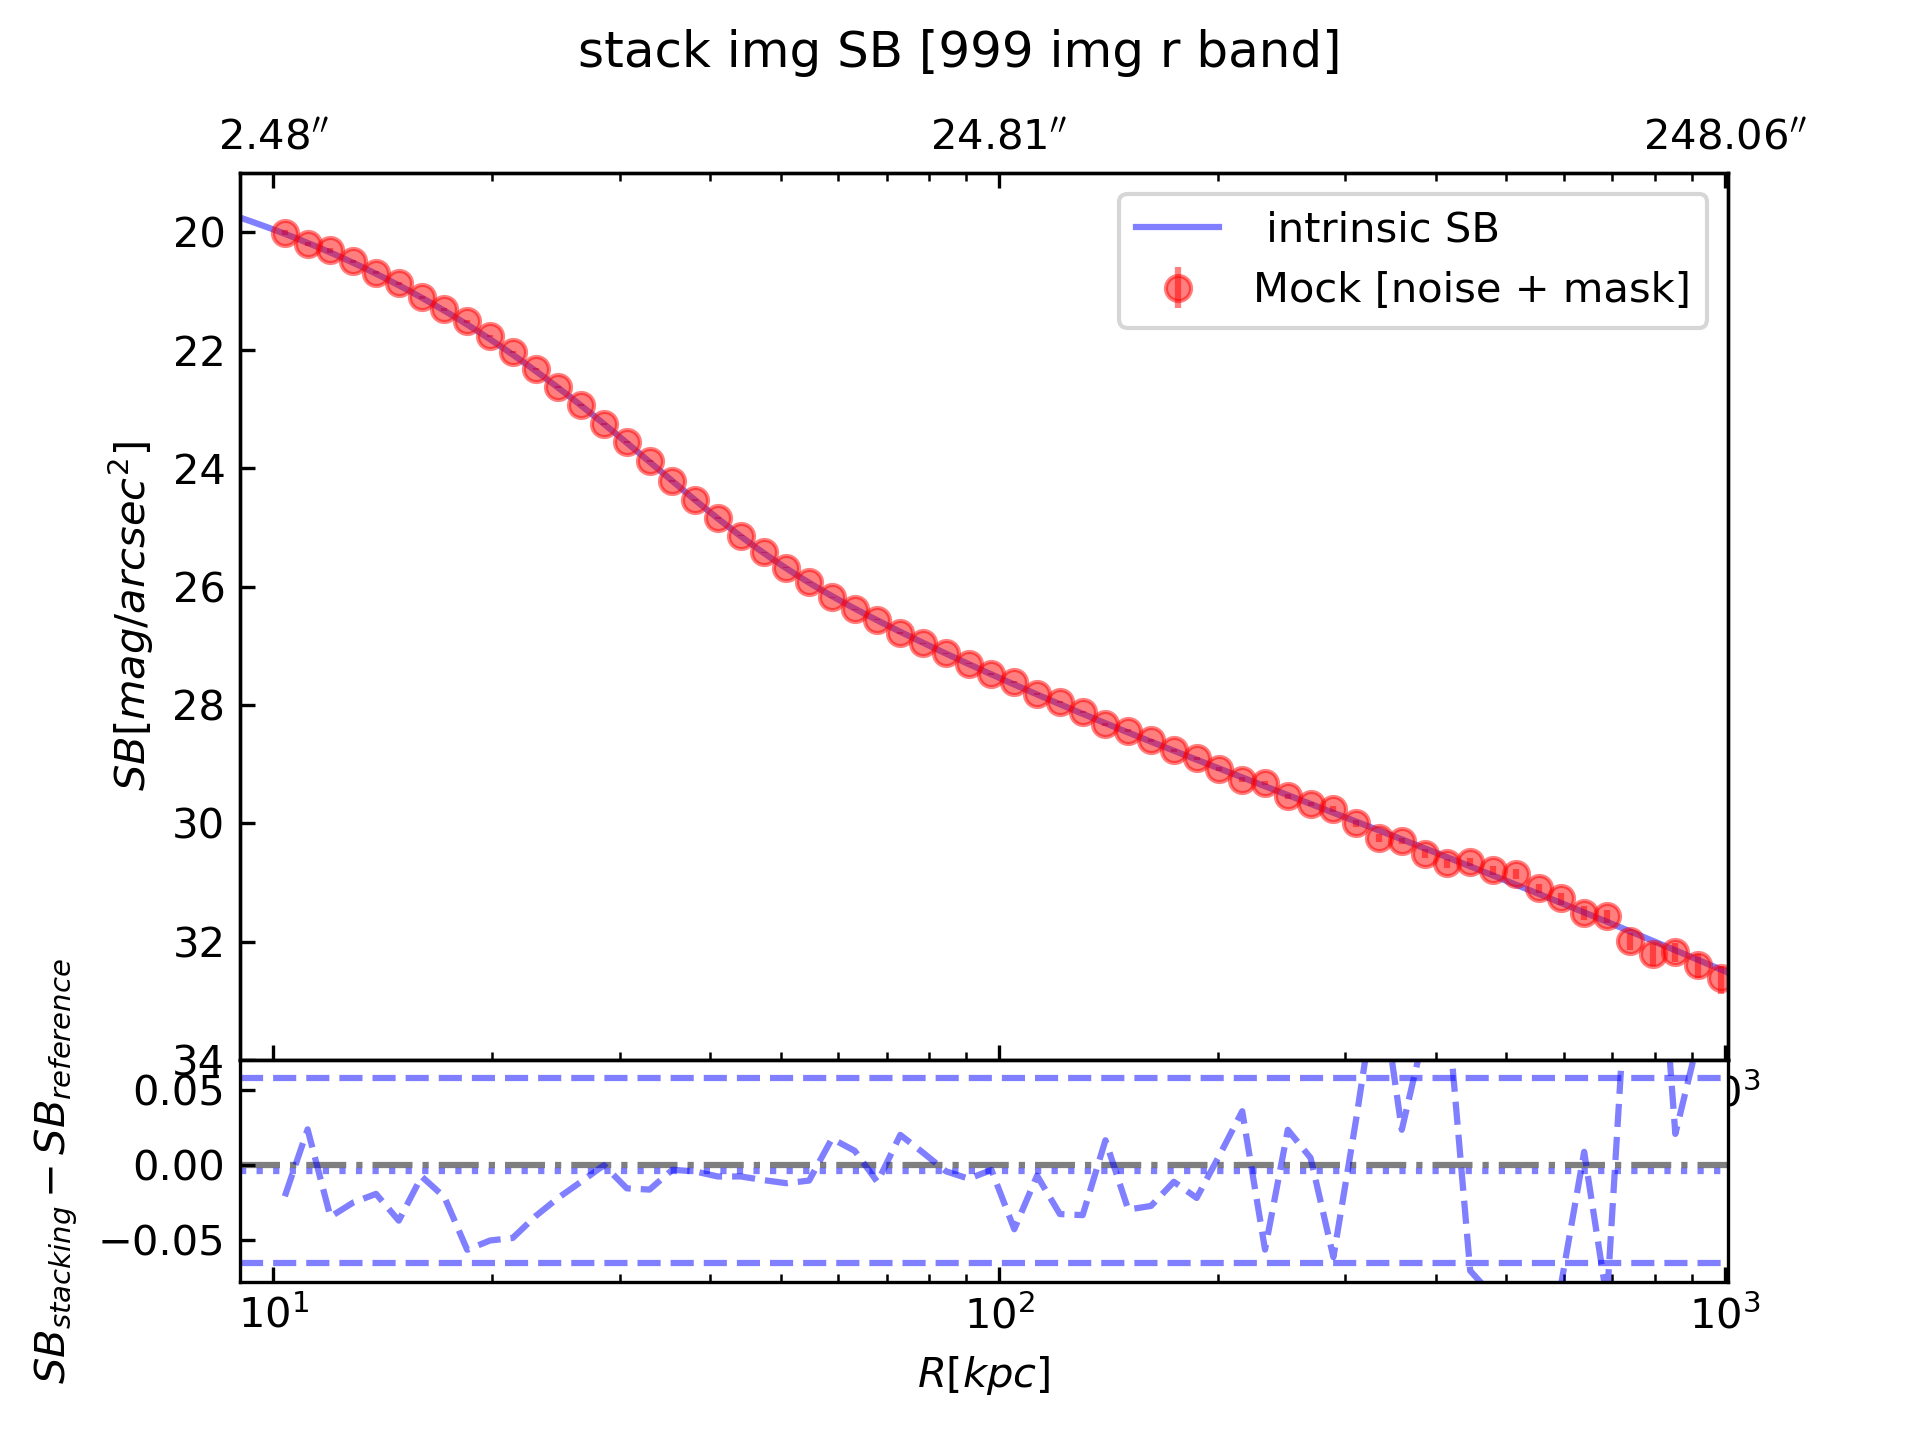 stack img SB [999 img r band]
2.48′′ 24.81′′ 248.06′′
intrinsic SB
Mock [noise + mask]
SB[mag/arcsec²]
20
22
24
26
28
30
32
34
SB_stacking − SB_reference
0.05
0.00
−0.05
0³
10¹ 10² 10³
R[kpc]